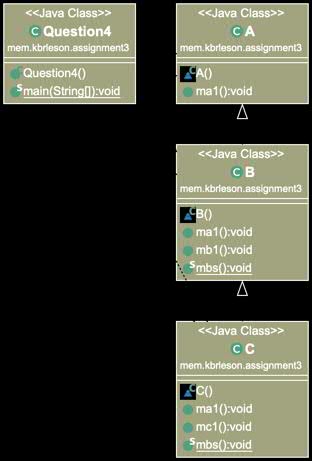 <<Java Class>>
Question4
mem.kbrleson.assignment3
Question4()
main(String[]):void
<<Java Class>>
A
mem.kbrleson.assignment3
A()
ma1():void
<<Java Class>>
B
mem.kbrleson.assignment3
B()
ma1():void
mb1():void
mbs():void
<<Java Class>>
C
mem.kbrleson.assignment3
C()
ma1():void
mc1():void
mbs():void